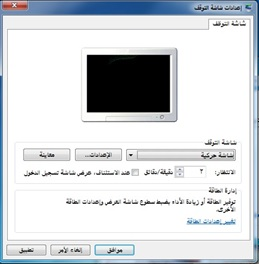 إعدادات شاشة التوقف
شاشة التوقف
شاشة التوقف
شاشة حركية
الإعدادات...
معاينة
الانتظار: ٣ دقيقة/دقائق عند الاستئناف، عرض شاشة تسجيل الدخول
إدارة الطاقة
توفير الطاقة أو زيادة الأداء بضبط سطوع شاشة العرض وإعدادات الطاقة
الأخرى.
تغيير إعدادات الطاقة
موافق
إلغاء الأمر
تطبيق